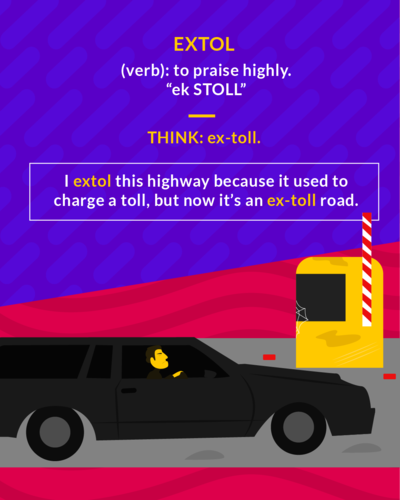 EXTOL
(verb): to praise highly.
“ek STOLL”
THINK: ex-toll.
I extol this highway because it used to
charge a toll, but now it’s an ex-toll road.